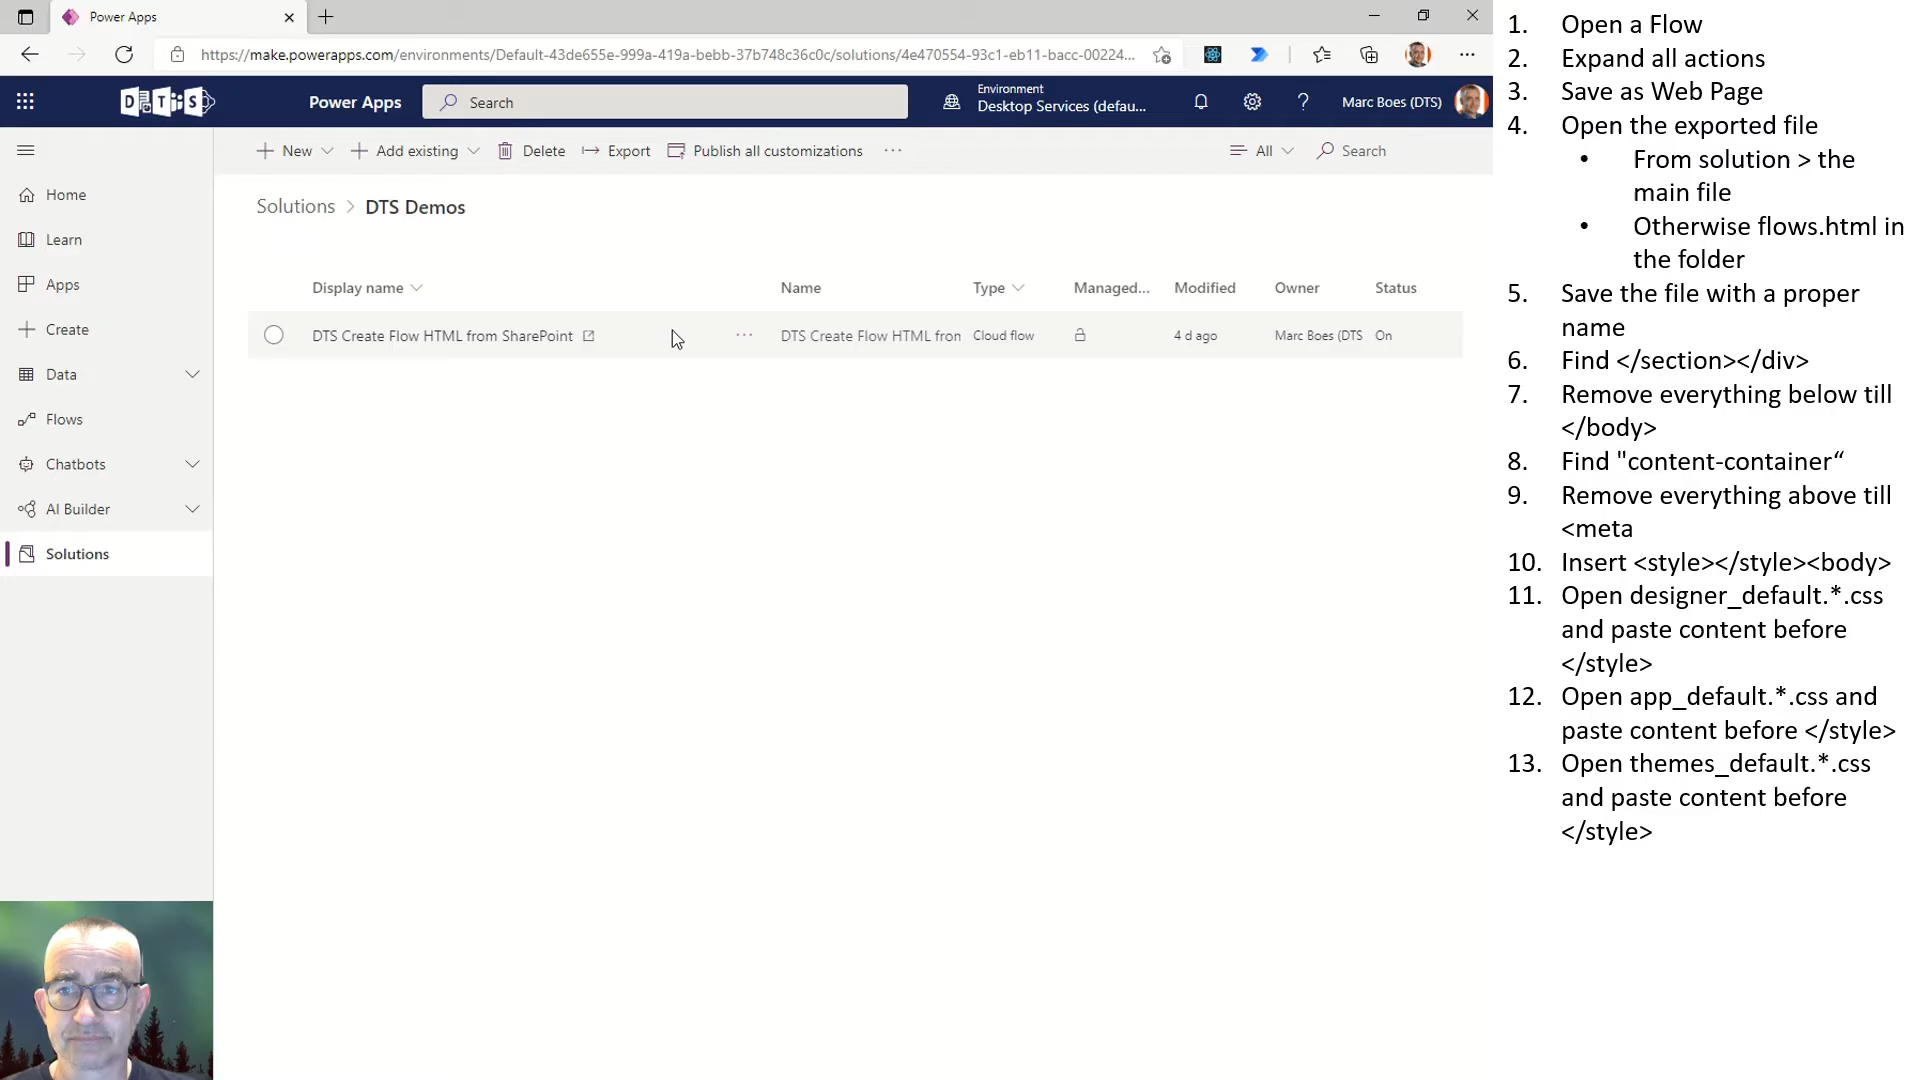 Power Apps
https://make.powerapps.com/environments/Default-43de655e-999a-419a-bebb-37b748c36c0c/solutions/4e470554-93c1-eb11-bacc-00224...
DTS
Power Apps
Search
Environment
Desktop Services (defau...
Marc Boes (DTS)
New
Add existing
Delete
Export
Publish all customizations
All
Search
Home
Learn
Apps
Create
Data
Flows
Chatbots
AI Builder
Solutions
Solutions > DTS Demos
Display name
Name
Type
Managed...
Modified
Owner
Status
DTS Create Flow HTML from SharePoint
DTS Create Flow HTML fron
Cloud flow
4 d ago
Marc Boes (DTS
On
1. Open a Flow
2. Expand all actions
3. Save as Web Page
4. Open the exported file
• From solution > the
main file
• Otherwise flows.html in
the folder
5. Save the file with a proper
name
6. Find </section></div>
7. Remove everything below till
</body>
8. Find "content-container“
9. Remove everything above till
<meta
10. Insert <style></style><body>
11. Open designer_default.*.css
and paste content before
</style>
12. Open app_default.*.css and
paste content before </style>
13. Open themes_default.*.css
and paste content before
</style>